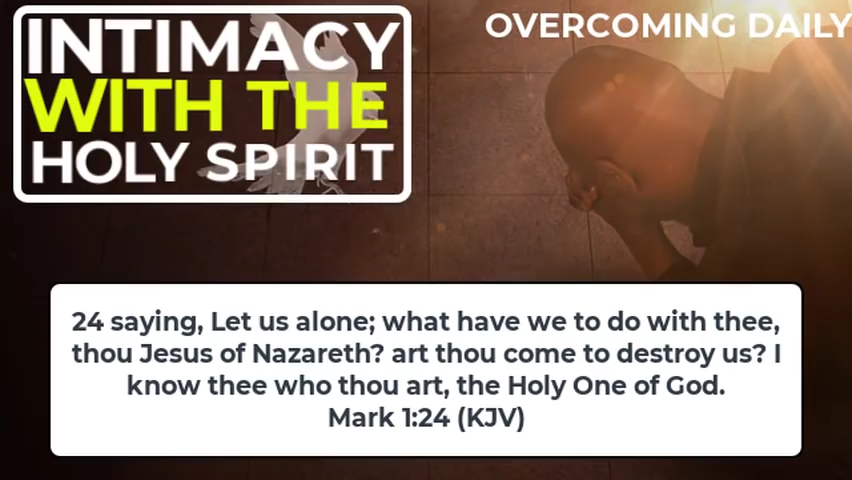 INTIMACY
WITH THE
HOLY SPIRIT
OVERCOMING DAILY
24 saying, Let us alone; what have we to do with thee,
thou Jesus of Nazareth? art thou come to destroy us? I
know thee who thou art, the Holy One of God.
Mark 1:24 (KJV)